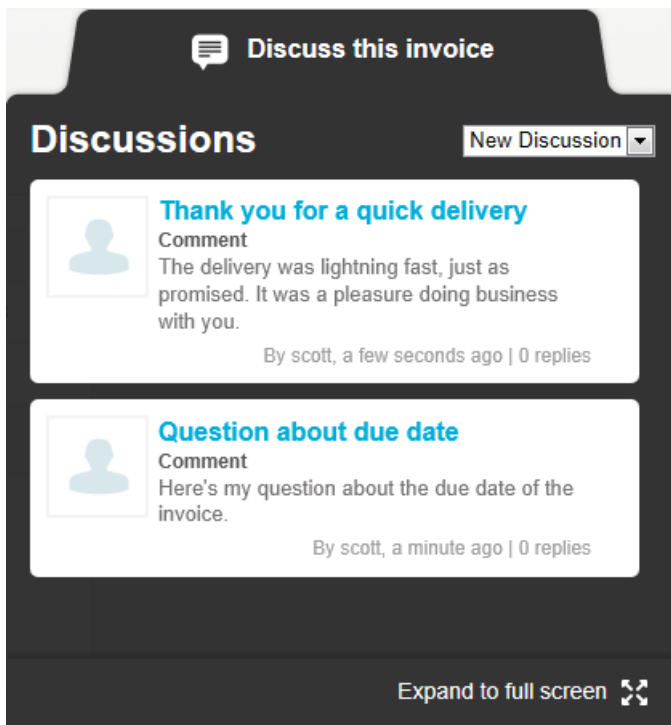 Discuss this invoice
Discussions
New Discussion
Thank you for a quick delivery
Comment
The delivery was lightning fast, just as
promised. It was a pleasure doing business
with you.
By scott, a few seconds ago | 0 replies
Question about due date
Comment
Here's my question about the due date of the
invoice.
By scott, a minute ago | 0 replies
Expand to full screen